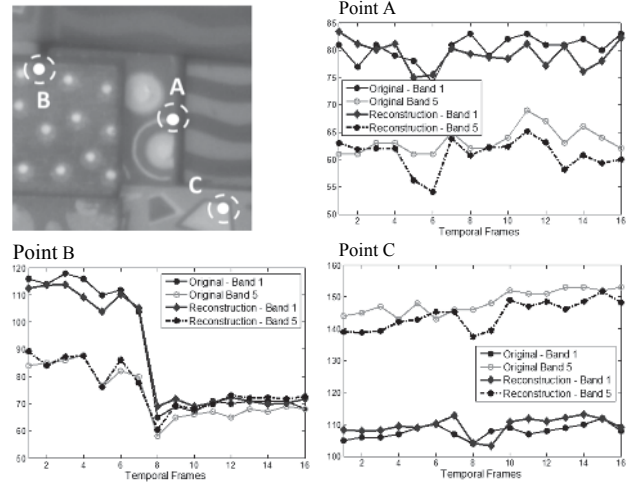 Point A
A
B
C
85
80
75
70
65
60
55
50
Original - Band 1
Original Band 5
Reconstruction - Band 1
Reconstruction - Band 5
2 4 6 8 10 12 14 16
Temporal Frames
Point B
120
110
100
90
80
70
60
50
Original - Band 1
Original Band 5
Reconstruction - Band 1
Reconstruction - Band 5
2 4 6 8 10 12 14 16
Temporal Frames
Point C
160
150
140
130
120
110
100
Original - Band 1
Original Band 5
Reconstruction - Band 1
Reconstruction - Band 5
2 4 6 8 10 12 14 16
Temporal Frames